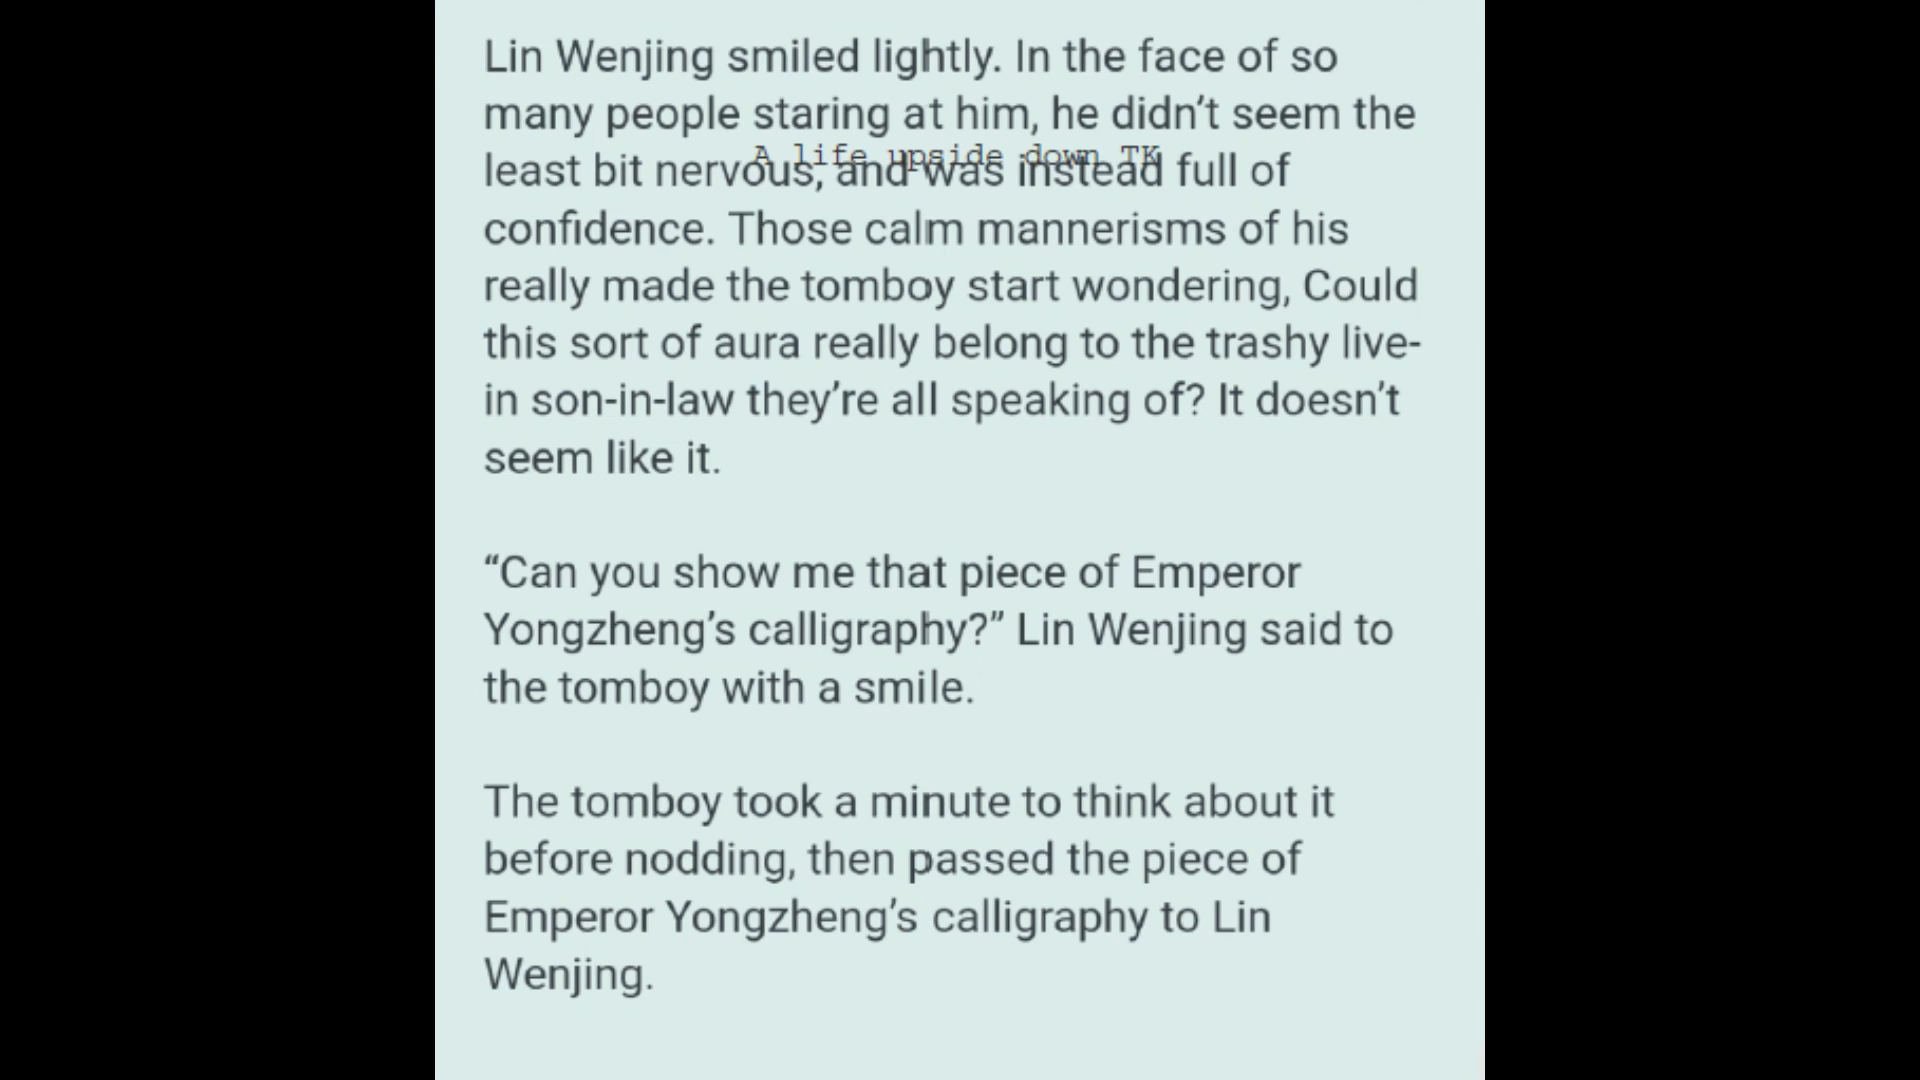 Lin Wenjing smiled lightly. In the face of so
many people staring at him, he didn’t seem the
A life upside down TK
least bit nervous, and was instead full of
confidence. Those calm mannerisms of his
really made the tomboy start wondering, Could
this sort of aura really belong to the trashy live-
in son-in-law they’re all speaking of? It doesn’t
seem like it.
“Can you show me that piece of Emperor
Yongzheng’s calligraphy?” Lin Wenjing said to
the tomboy with a smile.
The tomboy took a minute to think about it
before nodding, then passed the piece of
Emperor Yongzheng’s calligraphy to Lin
Wenjing.